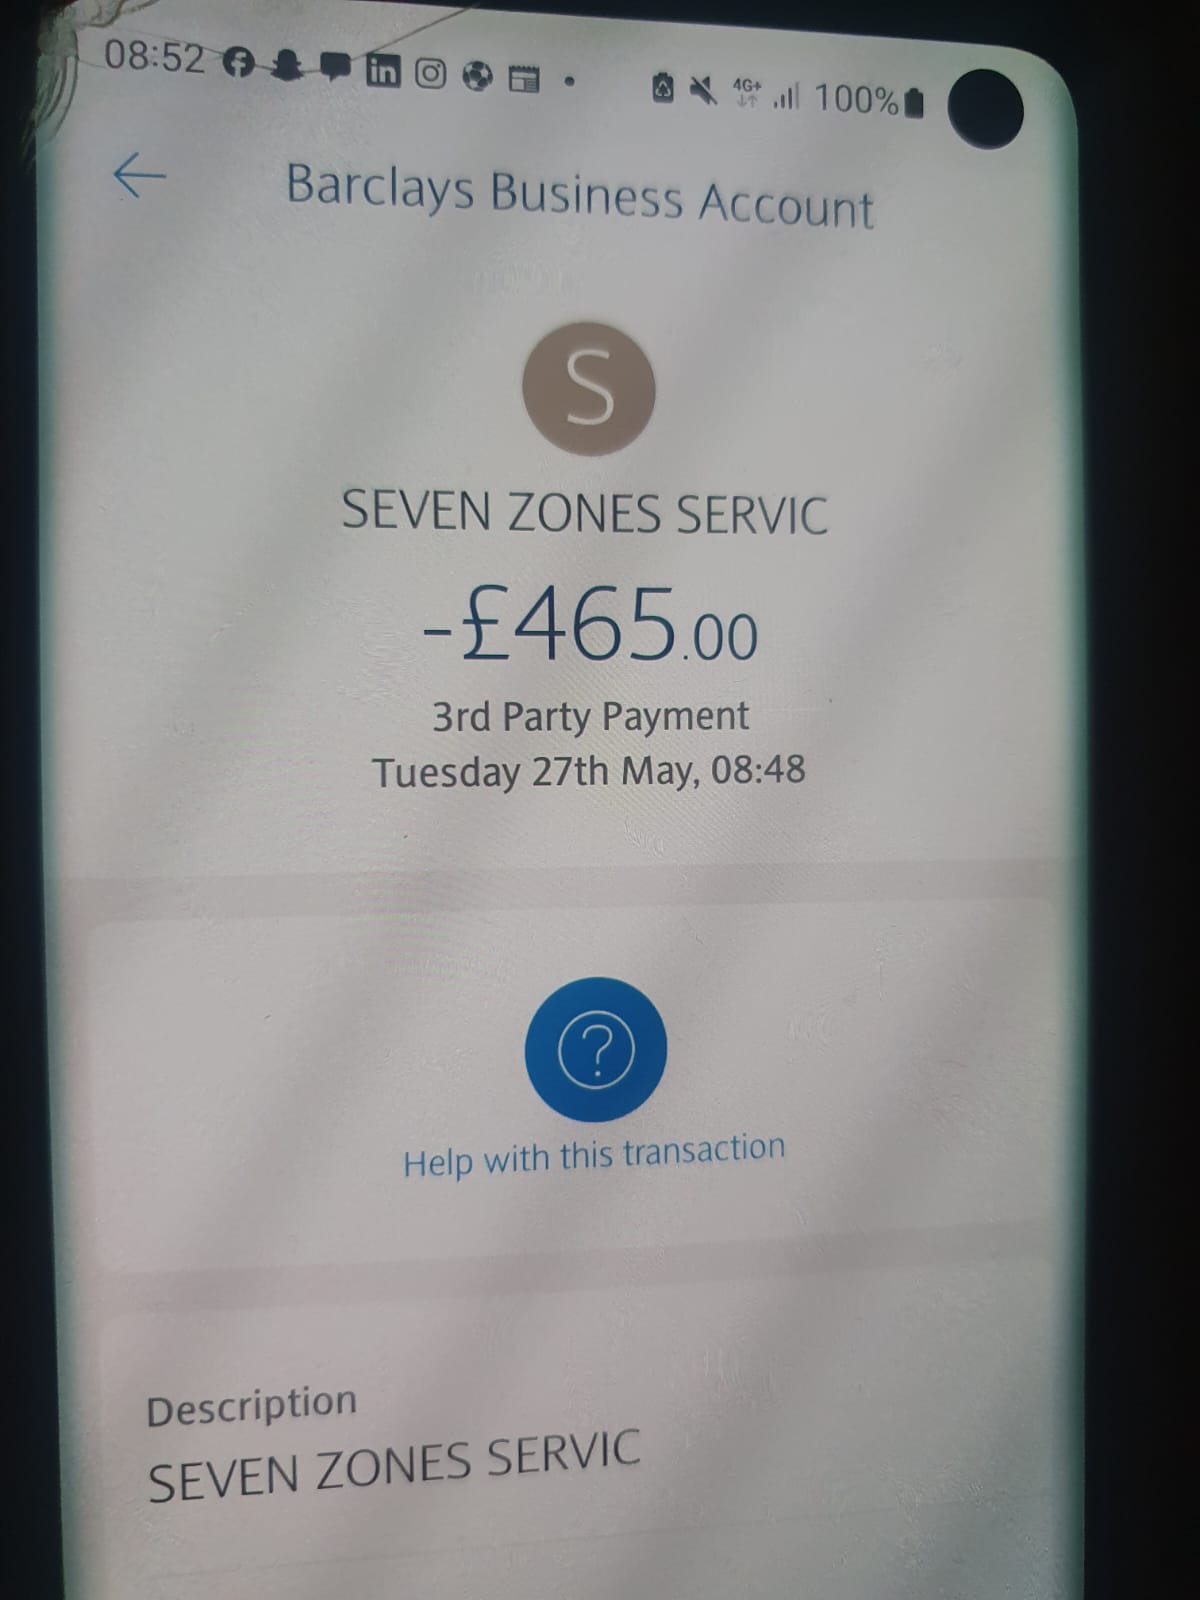 08:52 4G+ 100%
Barclays Business Account
S
SEVEN ZONES SERVIC
-£465.00
3rd Party Payment
Tuesday 27th May, 08:48
?
Help with this transaction
Description
SEVEN ZONES SERVIC